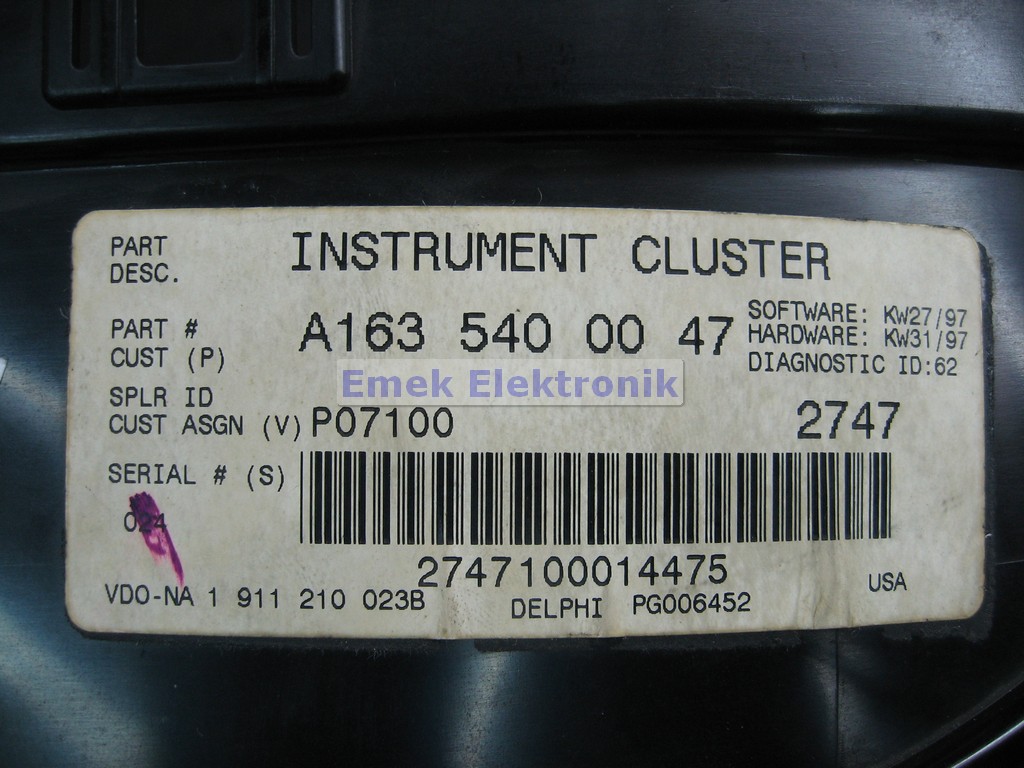 PART DESC. INSTRUMENT CLUSTER
PART # CUST (P) A163 540 00 47
SOFTWARE: KW27/97
HARDWARE: KW31/97
DIAGNOSTIC ID:62
Emek Elektronik
SPLR ID
CUST ASGN (V) P07100 2747
SERIAL # (S)
024
2747100014475
VDO-NA 1 911 210 023B DELPHI PG006452 USA